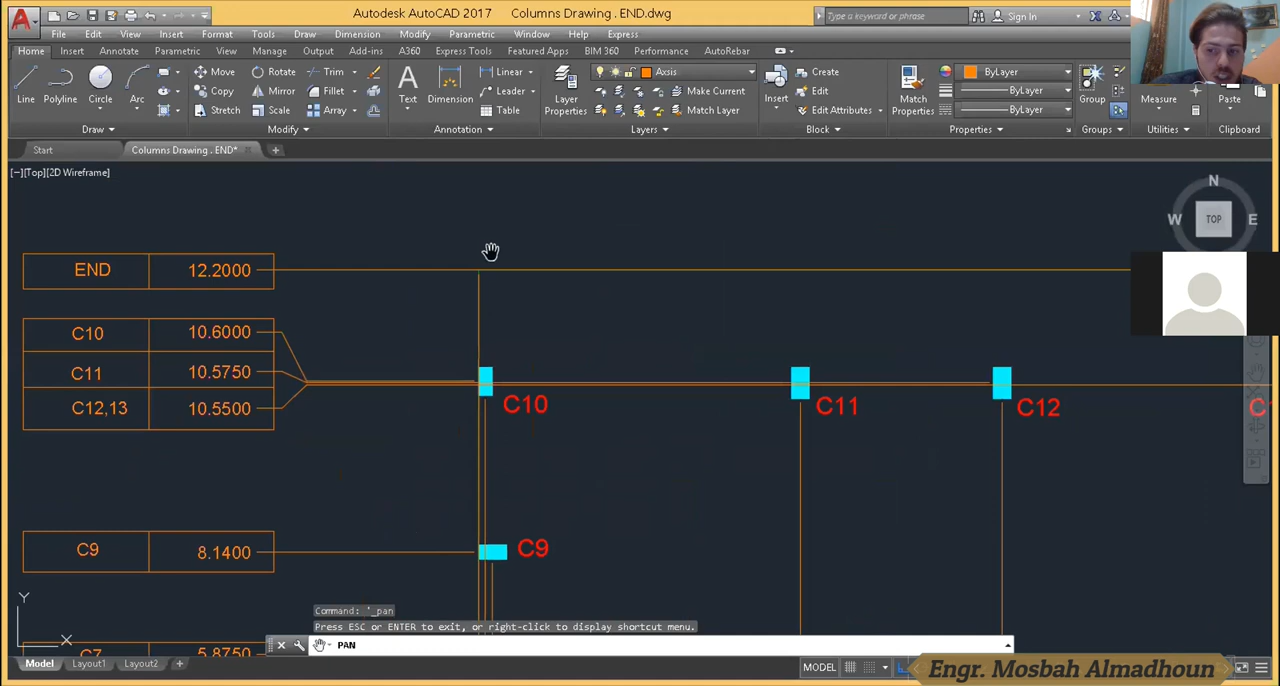 Autodesk AutoCAD 2017 Columns Drawing . END.dwg
Type a keyword or phrase
Sign In
File Edit View Insert Format Tools Draw Dimension Modify Parametric Window Help Express
Home Insert Annotate Parametric View Manage Output Add-ins A360 Express Tools Featured Apps BIM 360 Performance AutoRebar
Line Polyline Circle Arc
Move Rotate Trim
Copy Mirror Fillet
Stretch Scale Array
Text Dimension
Linear
Leader
Table
Layer Properties
Axsis
Make Current
Match Layer
Insert
Create
Edit
Edit Attributes
Match Properties
ByLayer
ByLayer
ByLayer
Group
Measure
Paste
Draw Modify Annotation Layers Block Properties Groups Utilities Clipboard
Start Columns Drawing . END*
[−][Top][2D Wireframe]
N
W TOP E
END 12.2000
C10 10.6000
C11 10.5750
C12,13 10.5500
C10
C11
C12
C9 8.1400
C9
C7 5.8750
Y
X
Command: '_pan
Press ESC or ENTER to exit, or right-click to display shortcut menu.
PAN
Model Layout1 Layout2 +
MODEL
Engr. Mosbah Almadhoun